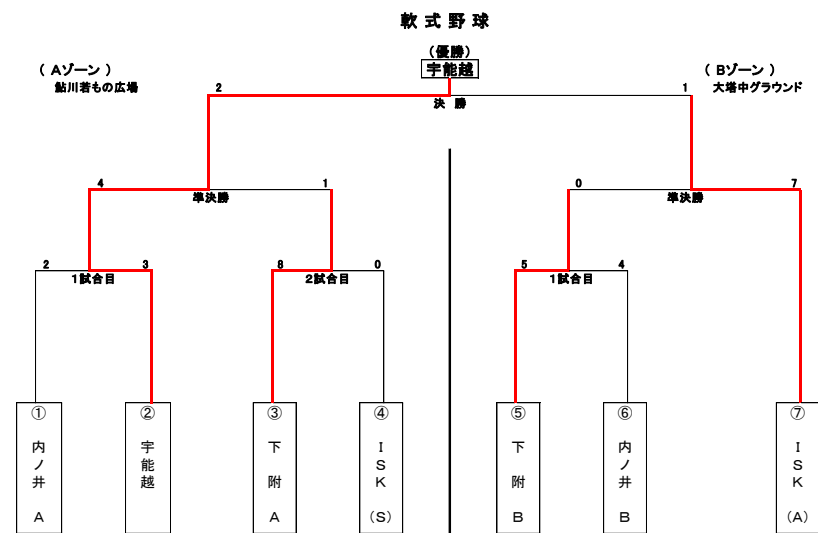 軟式野球
(優勝)
宇能越
( Aゾーン )
鮎川若もの広場
( Bゾーン )
大塔中グラウンド
2
1
決 勝
4
1
準決勝
0
7
準決勝
2
3
1試合目
8
0
2試合目
5
4
1試合目
① 内ノ井 A
② 宇能越
③ 下 附 A
④ ISK (S)
⑤ 下 附 B
⑥ 内ノ井 B
⑦ ISK (A)